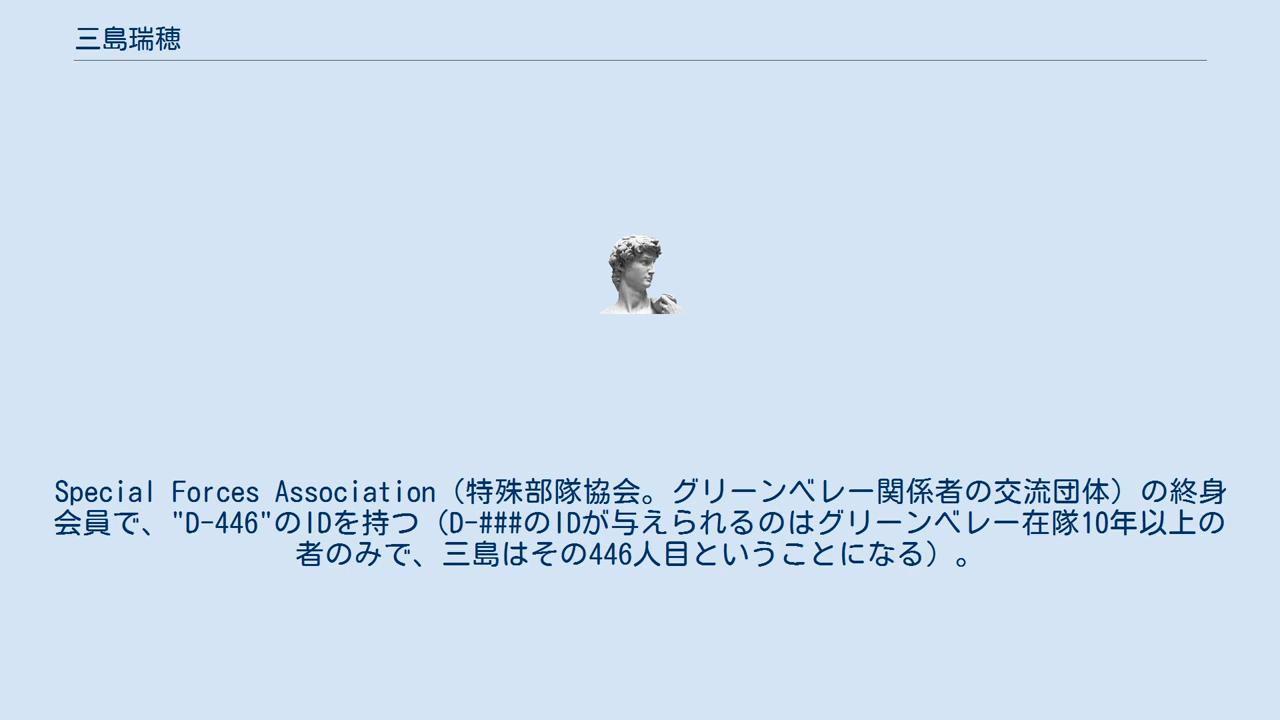 三島瑞穂
Special Forces Association（特殊部隊協会。グリーンベレー関係者の交流団体）の終身
会員で、"D-446"のIDを持つ（D-###のIDが与えられるのはグリーンベレー在隊10年以上の
者のみで、三島はその446人目ということになる）。